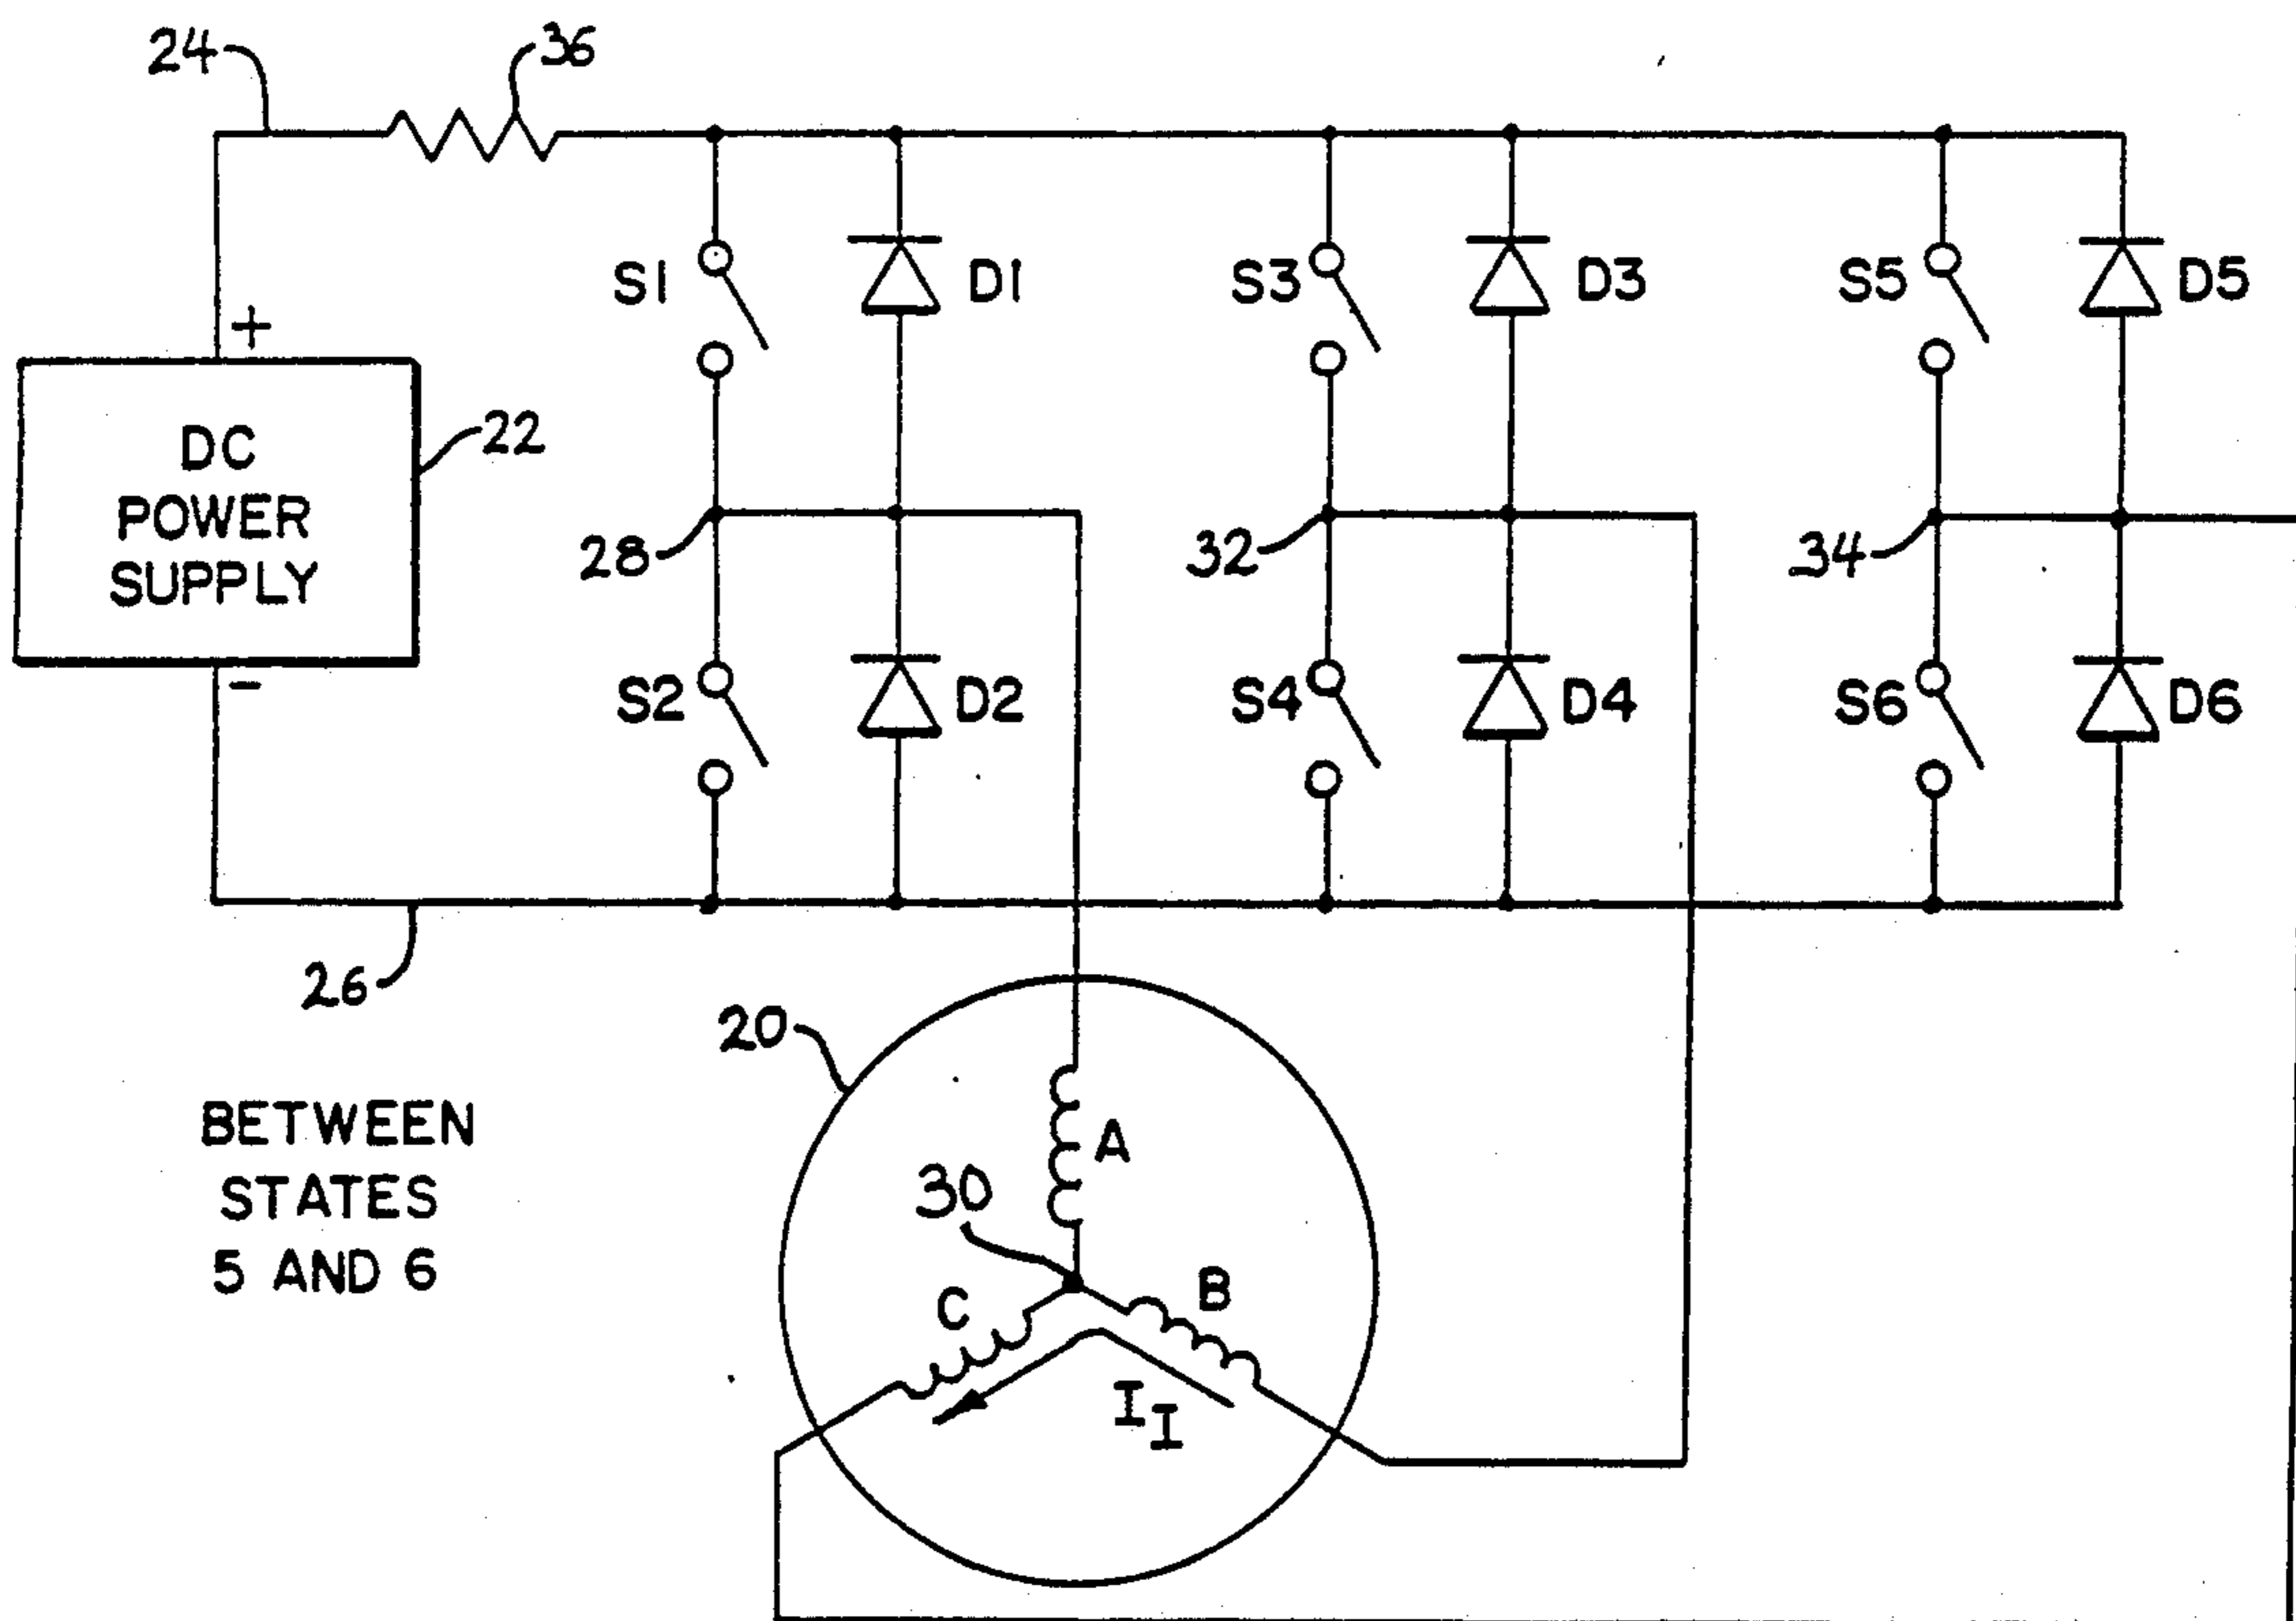 24
36
S1
D1
S3
D3
S5
D5
+
DC
POWER
SUPPLY
22
28
32
34
-
S2
D2
S4
D4
S6
D6
26
20
BETWEEN
STATES
5 AND 6
A
30
C
B
I I